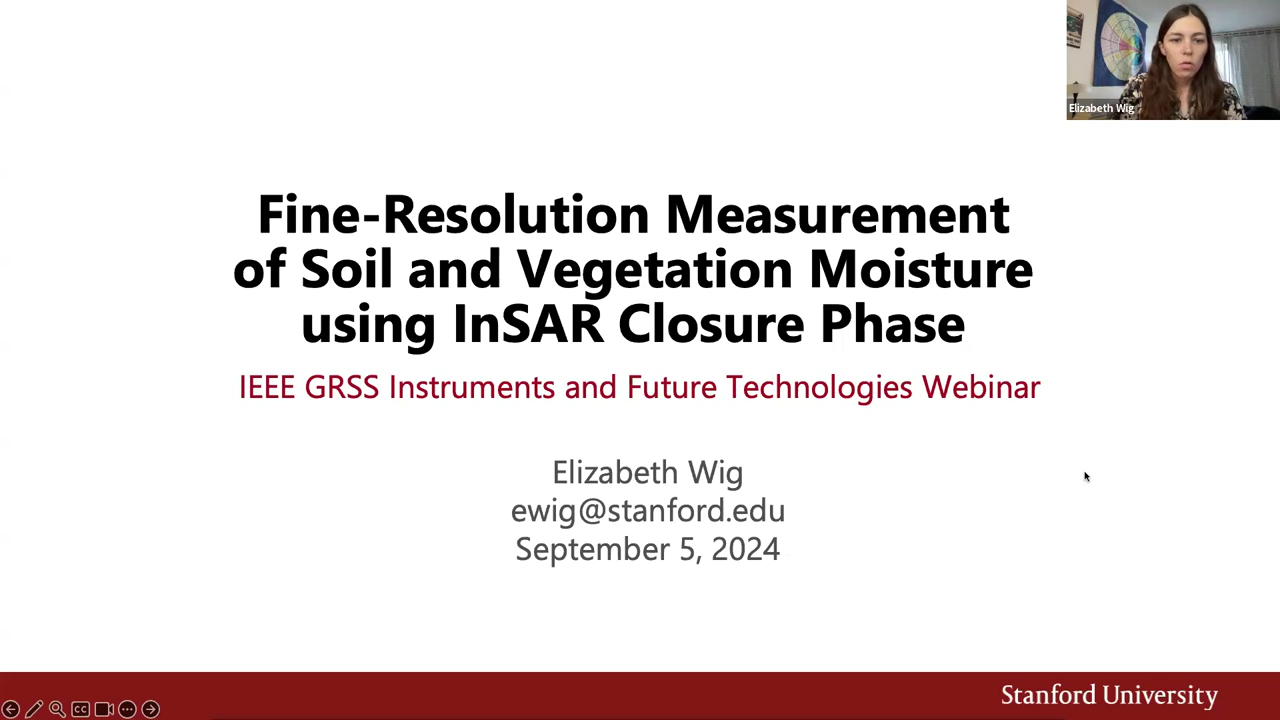 Elizabeth Wig
Fine-Resolution Measurement
of Soil and Vegetation Moisture
using InSAR Closure Phase
IEEE GRSS Instruments and Future Technologies Webinar
Elizabeth Wig
ewig@stanford.edu
September 5, 2024
Stanford University
CC